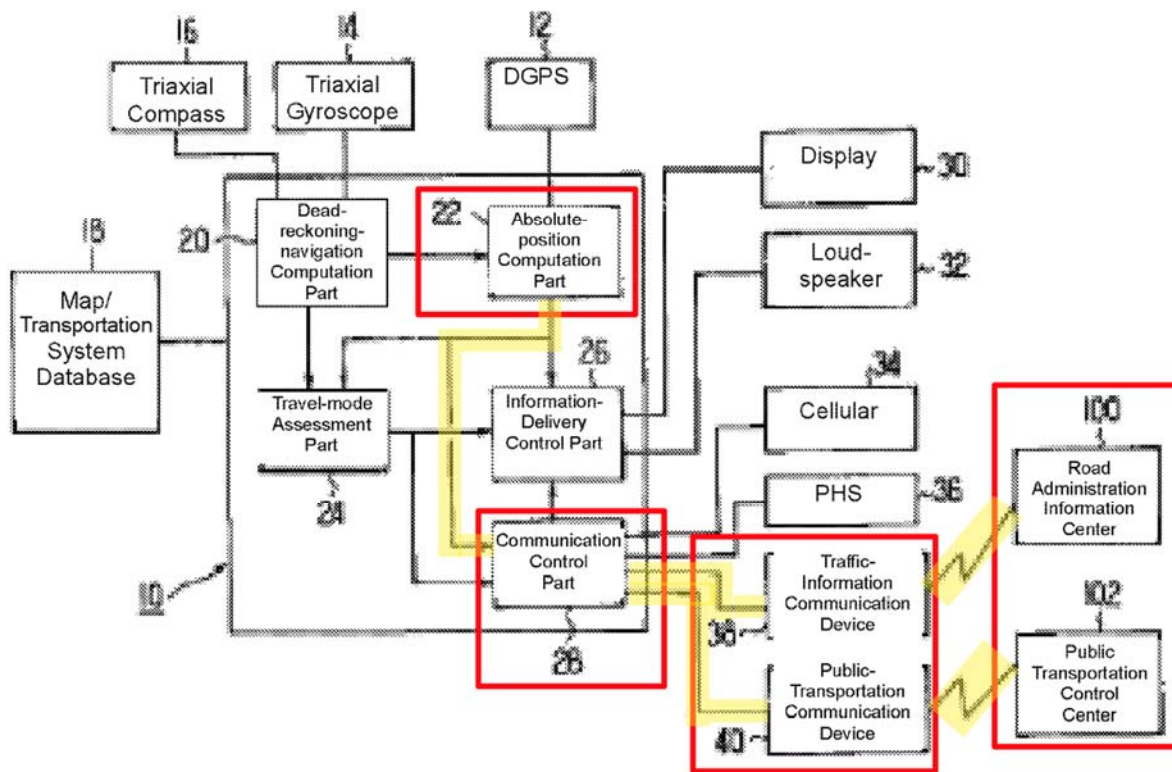 16
14
12
Triaxial
Compass
Triaxial
Gyroscope
DGPS
Display
30
18
20
Dead-
reckoning-
navigation
Computation
Part
22
Absolute-
position
Computation
Part
Loud-
speaker
32
Map/
Transportation
System
Database
26
34
Travel-mode
Assessment
Part
24
Information-
Delivery
Control Part
Cellular
100
PHS
36
Road
Administration
Information
Center
Communication
Control
Part
28
Traffic-
Information
Communication
Device
38
10
102
Public-
Transportation
Communication
Device
40
Public
Transportation
Control
Center